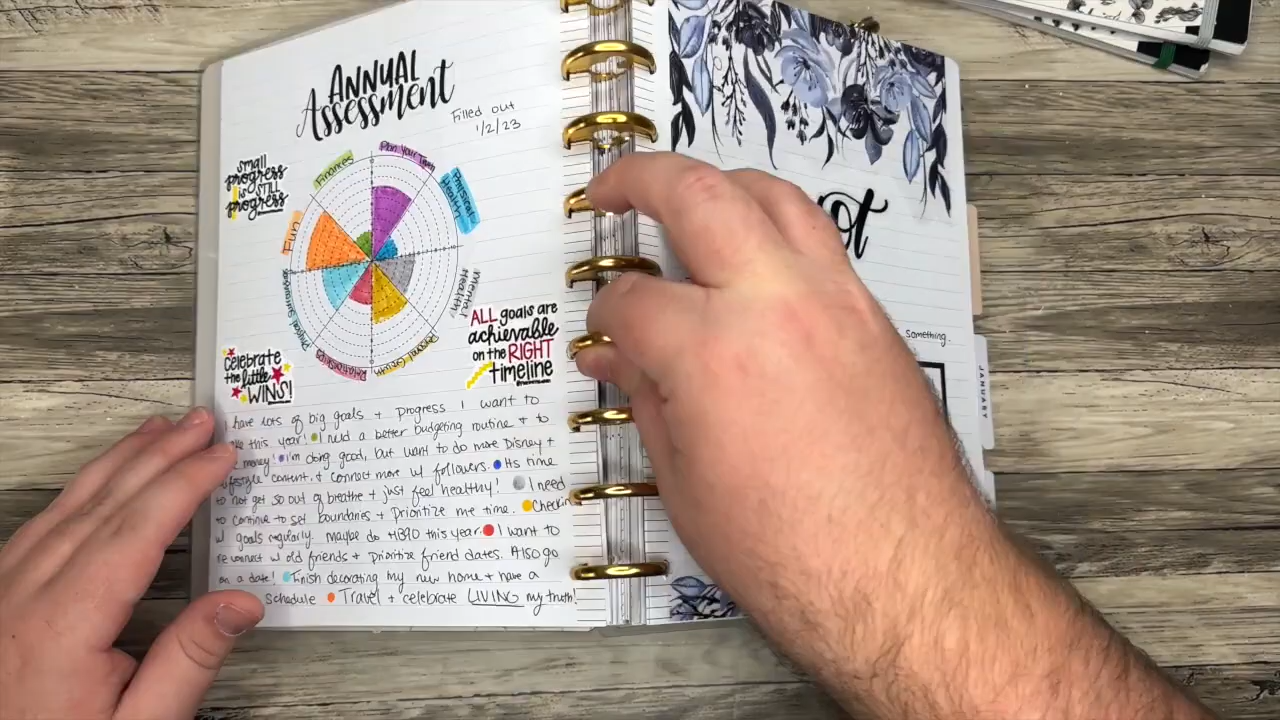 ANNUAL
Assessment
Filled out
1/2/23
small
progress
is STILL
progress
Finances
Plan Your
Physical
Health
Fun
Mental
Health
Personal Growth
Relationships
Physical Surroundings
ALL goals are
achievable
on the RIGHT
timeline
Celebrate
the little
WINS!
I have lots of big goals + progress I want to
this year! I need a better budgeting routine + to
money! I'm doing good, but want to do more Disney +
lifestyle content + connect more w/ followers. Its time
to not get so out of breathe + just feel healthy! I need
to continue to set boundaries + prioritize me time. Checkin
w/ goals regularly. maybe do HB90 this year. I want to
reconnect w/ old friends + prioritize friend dates. Also go
on a date! Finish decorating my new home + have a
schedule Travel + celebrate LIVING my truth!
ot
something
JANUARY